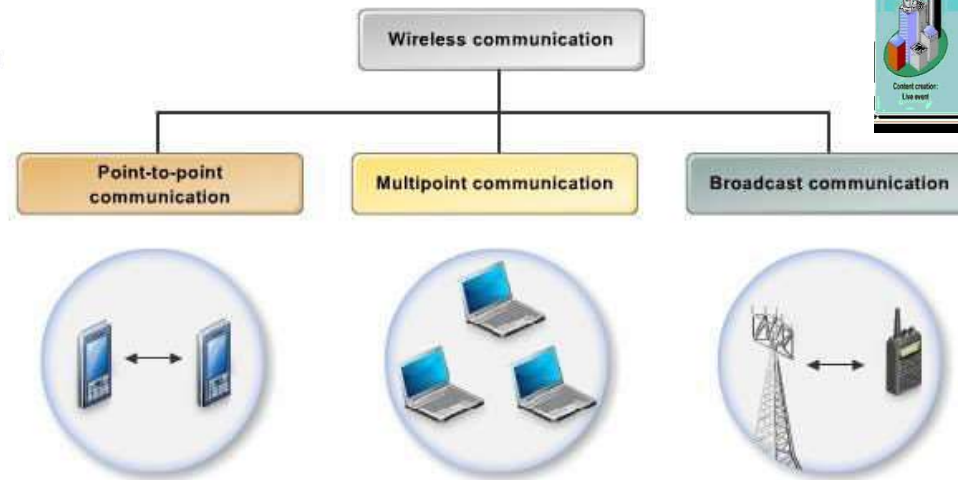 Wireless communication
Content creation:
Live event
Point-to-point
communication
Multipoint communication
Broadcast communication